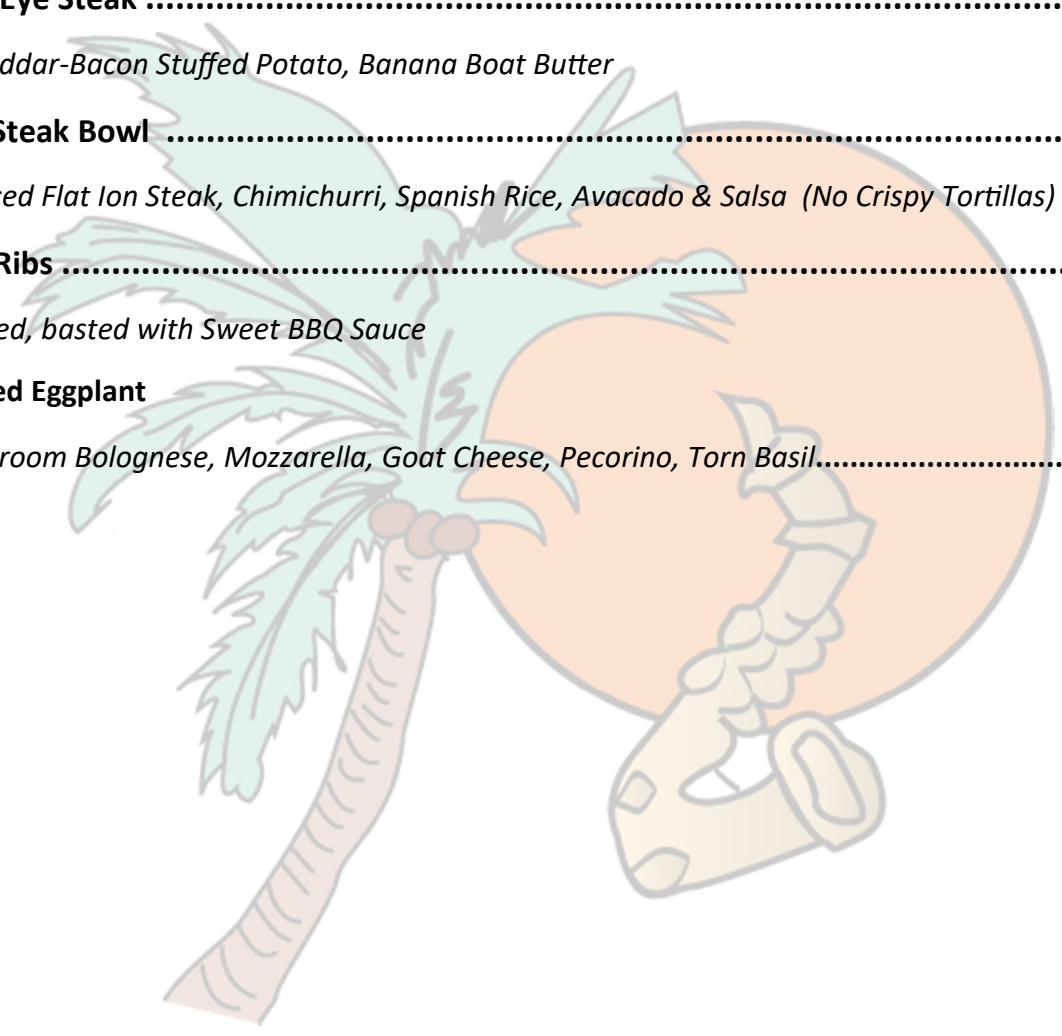 Eye Steak ................................................................................................
ddar-Bacon Stuffed Potato, Banana Boat Butter
Steak Bowl ................................................................................................
ed Flat Ion Steak, Chimichurri, Spanish Rice, Avacado & Salsa (No Crispy Tortillas)
Ribs ................................................................................................
ed, basted with Sweet BBQ Sauce
ed Eggplant
room Bolognese, Mozzarella, Goat Cheese, Pecorino, Torn Basil............................